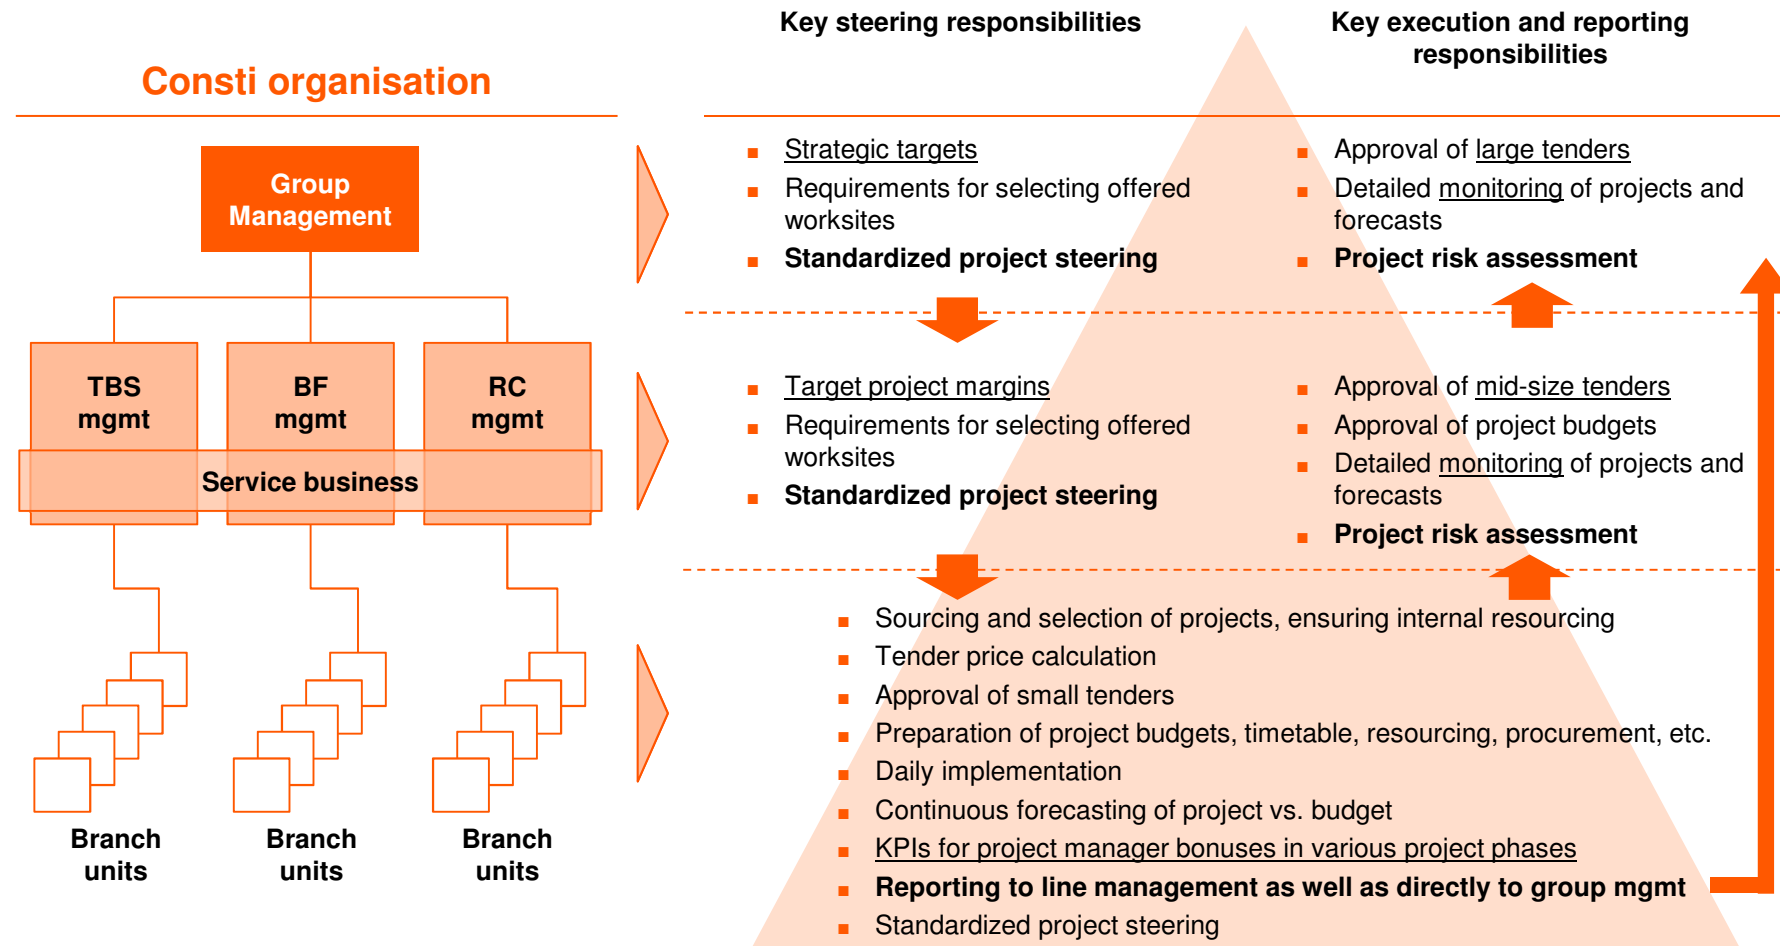 Key steering responsibilities
Key execution and reporting
responsibilities
Consti organisation
Group
Management
TBS
mgmt
BF
mgmt
RC
mgmt
Service business
Branch
units
Branch
units
Branch
units
Strategic targets
Requirements for selecting offered
worksites
Standardized project steering
Approval of large tenders
Detailed monitoring of projects and
forecasts
Project risk assessment
Target project margins
Requirements for selecting offered
worksites
Standardized project steering
Approval of mid-size tenders
Approval of project budgets
Detailed monitoring of projects and
forecasts
Project risk assessment
Sourcing and selection of projects, ensuring internal resourcing
Tender price calculation
Approval of small tenders
Preparation of project budgets, timetable, resourcing, procurement, etc.
Daily implementation
Continuous forecasting of project vs. budget
KPIs for project manager bonuses in various project phases
Reporting to line management as well as directly to group mgmt
Standardized project steering